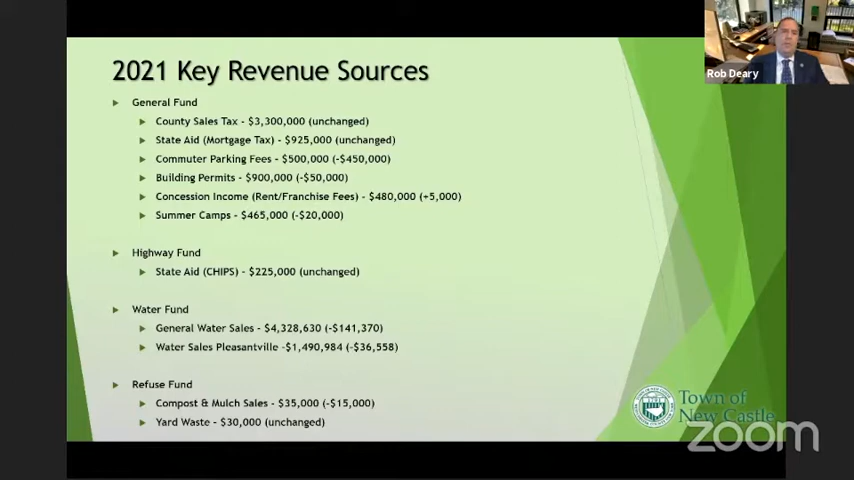 Rob Deary
2021 Key Revenue Sources
General Fund
County Sales Tax - $3,300,000 (unchanged)
State Aid (Mortgage Tax) - $925,000 (unchanged)
Commuter Parking Fees - $500,000 (-$450,000)
Building Permits - $900,000 (-$50,000)
Concession Income (Rent/Franchise Fees) - $480,000 (+5,000)
Summer Camps - $465,000 (-$20,000)
Highway Fund
State Aid (CHIPS) - $225,000 (unchanged)
Water Fund
General Water Sales - $4,328,630 (-$141,370)
Water Sales Pleasantville -$1,490,984 (-$36,558)
Refuse Fund
Compost & Mulch Sales - $35,000 (-$15,000)
Yard Waste - $30,000 (unchanged)
Town of
New Castle
zoom